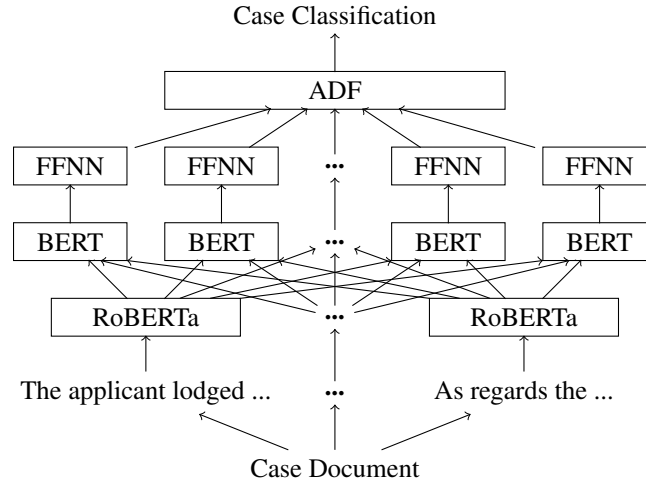 Case Classification
ADF
FFNN FFNN ... FFNN FFNN
BERT BERT ... BERT BERT
RoBERTa ... RoBERTa
The applicant lodged ... ... As regards the ...
Case Document